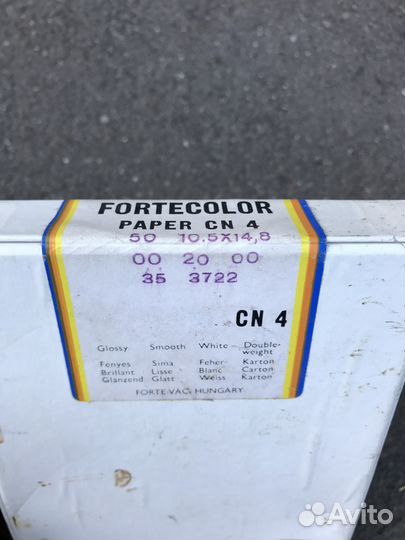 FORTECOLOR
PAPER CN 4
50 10.5X14,8
00 20 00
35 3722
CN 4
Glossy Smooth White Double-
weight
Fenyes Sima Feher Karton
Brillant Lisse Blanc Carton
Glanzend Glatt Weiss Karton
FORTE VAC HUNGARY
Avito